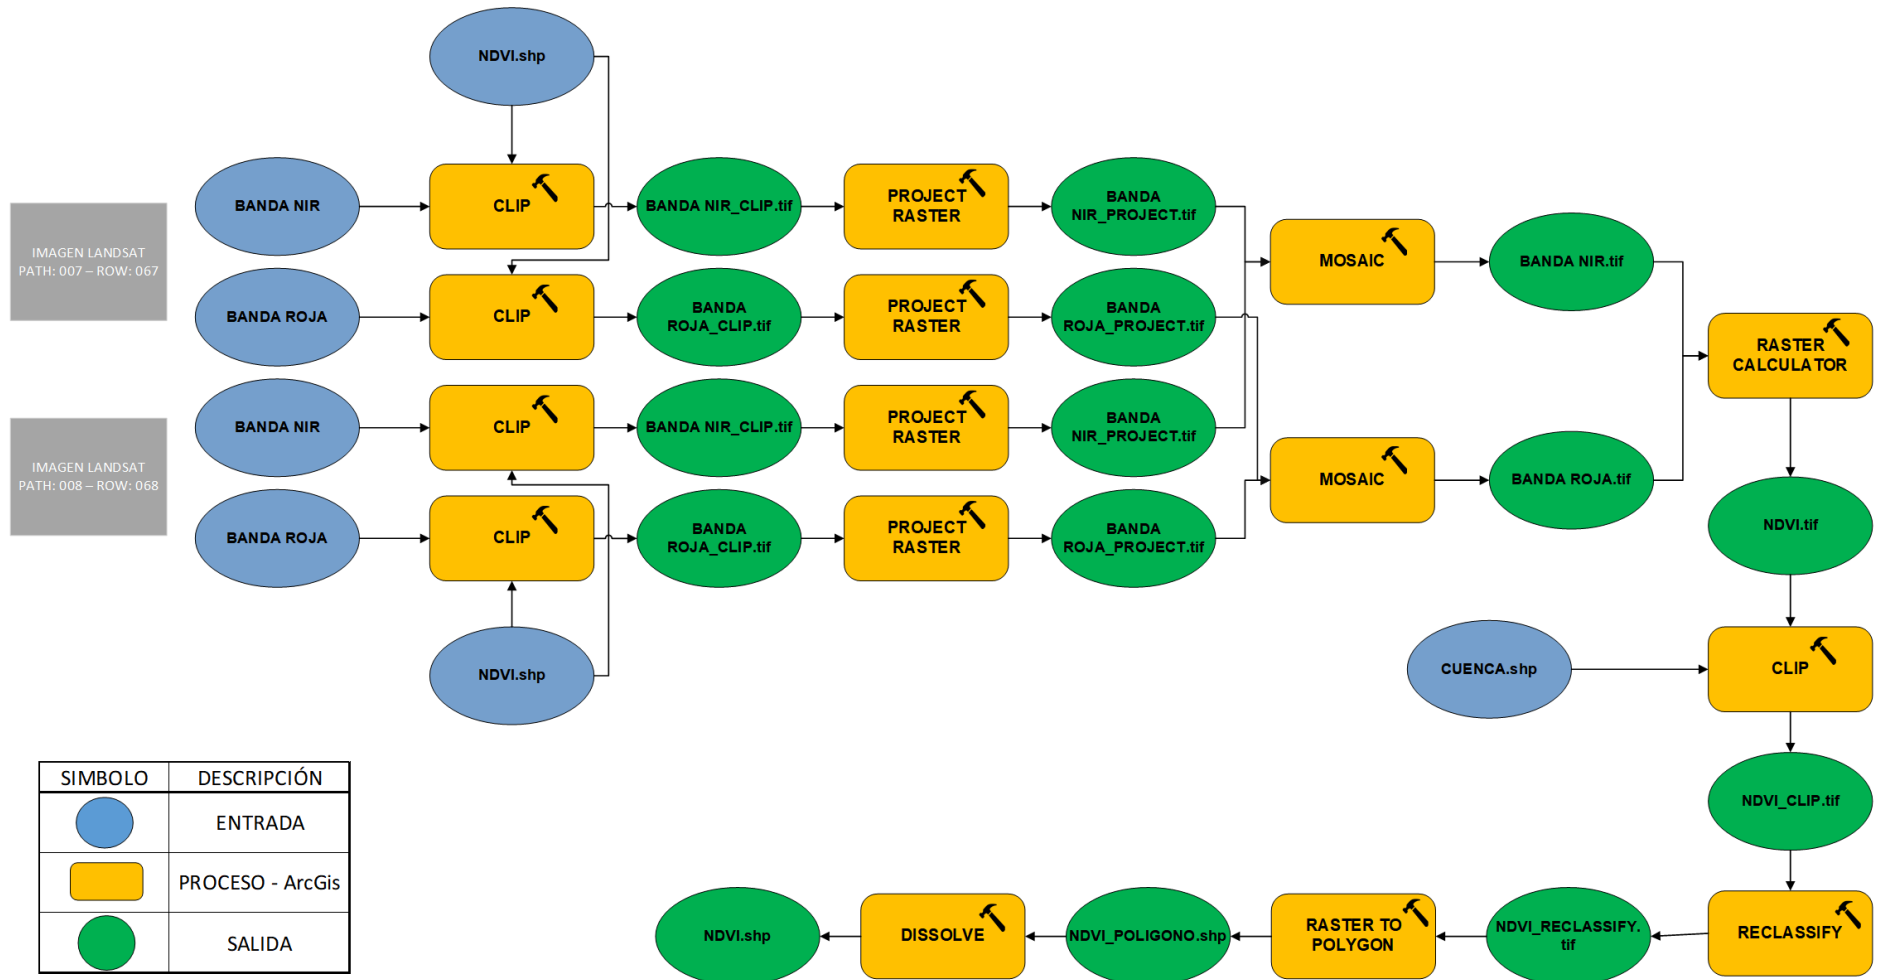 NDVI.shp
BANDA NIR
CLIP
BANDA NIR_CLIP.tif
PROJECT
RASTER
BANDA
NIR_PROJECT.tif
MOSAIC
BANDA NIR.tif
IMAGEN LANDSAT
PATH: 007 – ROW: 067
BANDA ROJA
CLIP
BANDA
ROJA_CLIP.tif
PROJECT
RASTER
BANDA
ROJA_PROJECT.tif
RASTER
CALCULATOR
BANDA NIR
CLIP
BANDA NIR_CLIP.tif
PROJECT
RASTER
BANDA
NIR_PROJECT.tif
IMAGEN LANDSAT
PATH: 008 – ROW: 068
MOSAIC
BANDA ROJA.tif
BANDA ROJA
CLIP
BANDA
ROJA_CLIP.tif
PROJECT
RASTER
BANDA
ROJA_PROJECT.tif
NDVI.tif
NDVI.shp
CUENCA.shp
CLIP
NDVI_CLIP.tif
RECLASSIFY
NDVI_RECLASSIFY.
tif
RASTER TO
POLYGON
NDVI_POLIGONO.shp
DISSOLVE
NDVI.shp
SIMBOLO DESCRIPCIÓN
ENTRADA
PROCESO - ArcGis
SALIDA